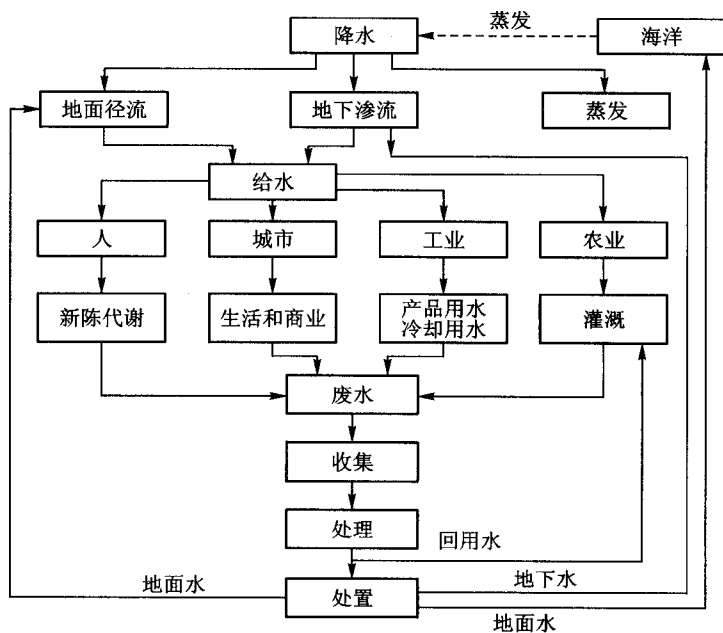 蒸发
降水
海洋
地面径流
地下渗流
蒸发
给水
人
城市
工业
农业
新陈代谢
生活和商业
产品用水
冷却用水
灌溉
废水
收集
处理
回用水
地面水
处置
地下水
地面水